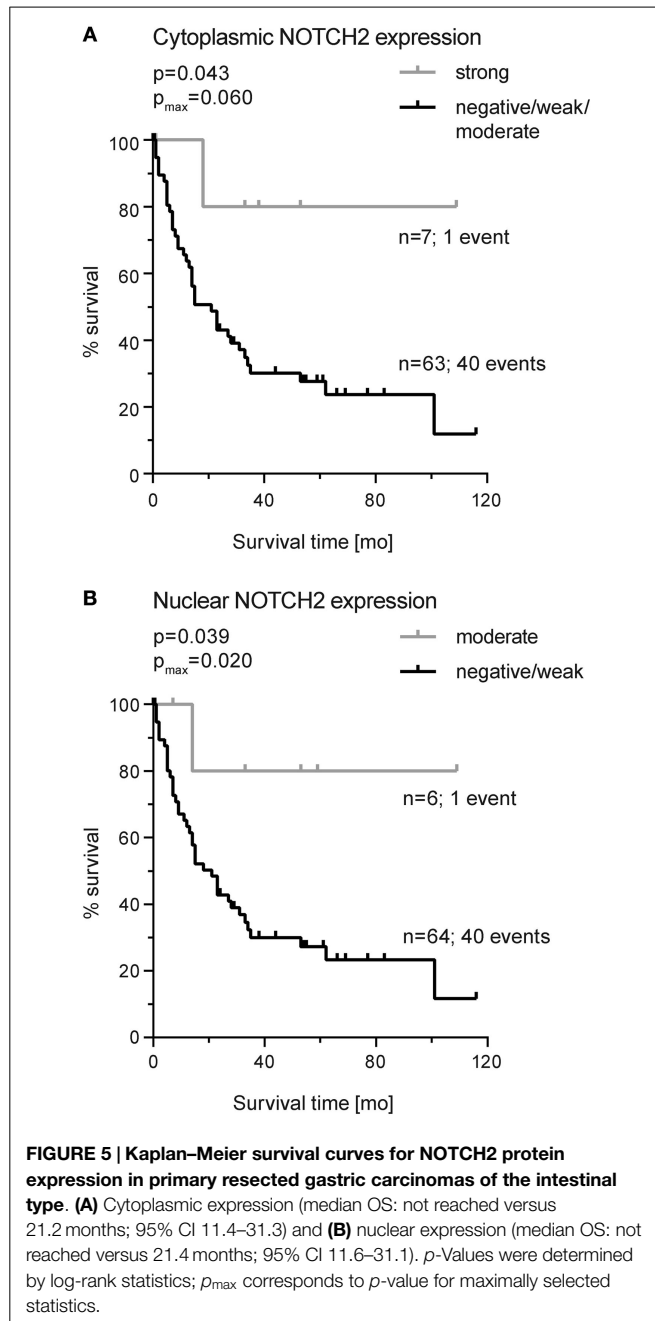 A Cytoplasmic NOTCH2 expression
p=0.043
pmax=0.060
strong
negative/weak/
moderate
100
80
60
40
20
0
% survival
n=7; 1 event
n=63; 40 events
0 40 80 120
Survival time [mo]
B Nuclear NOTCH2 expression
p=0.039
pmax=0.020
moderate
negative/weak
100
80
60
40
20
0
% survival
n=6; 1 event
n=64; 40 events
0 40 80 120
Survival time [mo]
FIGURE 5 | Kaplan–Meier survival curves for NOTCH2 protein
expression in primary resected gastric carcinomas of the intestinal
type. (A) Cytoplasmic expression (median OS: not reached versus
21.2 months; 95% CI 11.4–31.3) and (B) nuclear expression (median OS: not
reached versus 21.4 months; 95% CI 11.6–31.1). p-Values were determined
by log-rank statistics; pmax corresponds to p-value for maximally selected
statistics.